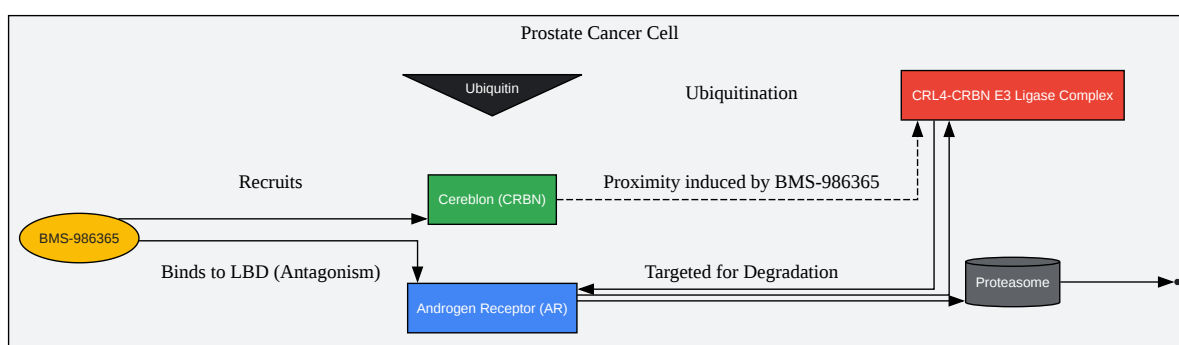 Prostate Cancer Cell
Ubiquitin
Ubiquitination
CRL4-CRBN E3 Ligase Complex
Recruits
Cereblon (CRBN)
Proximity induced by BMS-986365
BMS-986365
Binds to LBD (Antagonism)
Targeted for Degradation
Proteasome
Androgen Receptor (AR)